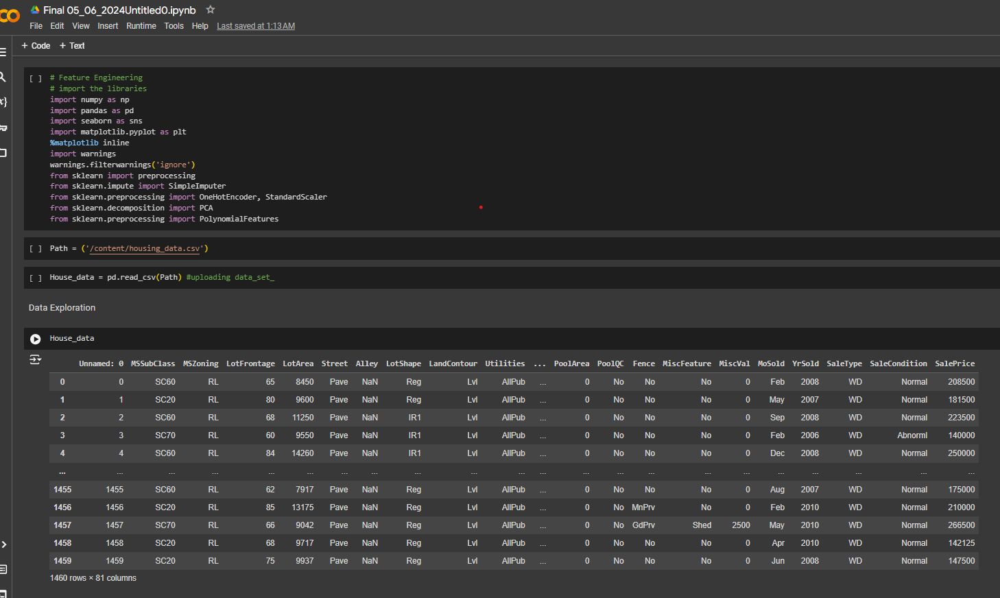 Final 05_06_2024Untitled0.ipynb
File Edit View Insert Runtime Tools Help Last saved at 1:13 AM
+ Code + Text
[ ] # Feature Engineering
# import the libraries
import numpy as np
import pandas as pd
import seaborn as sns
import matplotlib.pyplot as plt
%matplotlib inline
import warnings
warnings.filterwarnings('ignore')
from sklearn import preprocessing
from sklearn.impute import SimpleImputer
from sklearn.preprocessing import OneHotEncoder, StandardScaler
from sklearn.decomposition import PCA
from sklearn.preprocessing import PolynomialFeatures
[ ] Path = ('/content/housing_data.csv')
[ ] House_data = pd.read_csv(Path) #uploading data_set_
Data Exploration
House_data
Unnamed: 0 MSSubClass MSZoning LotFrontage LotArea Street Alley LotShape LandContour Utilities ... PoolArea PoolQC Fence MiscFeature MiscVal MoSold YrSold SaleType SaleCondition SalePrice
0 0 SC60 RL 65 8450 Pave NaN Reg Lvl AllPub ... 0 No No No 0 Feb 2008 WD Normal 208500
1 1 SC20 RL 80 9600 Pave NaN Reg Lvl AllPub ... 0 No No No 0 May 2007 WD Normal 181500
2 2 SC60 RL 68 11250 Pave NaN IR1 Lvl AllPub ... 0 No No No 0 Sep 2008 WD Normal 223500
3 3 SC70 RL 60 9550 Pave NaN IR1 Lvl AllPub ... 0 No No No 0 Feb 2006 WD Abnorml 140000
4 4 SC60 RL 84 14260 Pave NaN IR1 Lvl AllPub ... 0 No No No 0 Dec 2008 WD Normal 250000
... ... ... ... ... ... ... ... ... ... ... ... ... ... ... ... ... ... ... ... ... ...
1455 1455 SC60 RL 62 7917 Pave NaN Reg Lvl AllPub ... 0 No No No 0 Aug 2007 WD Normal 175000
1456 1456 SC20 RL 85 13175 Pave NaN Reg Lvl AllPub ... 0 No MnPrv No 0 Feb 2010 WD Normal 210000
1457 1457 SC70 RL 66 9042 Pave NaN Reg Lvl AllPub ... 0 No GdPrv Shed 2500 May 2010 WD Normal 266500
1458 1458 SC20 RL 68 9717 Pave NaN Reg Lvl AllPub ... 0 No No No 0 Apr 2010 WD Normal 142125
1459 1459 SC20 RL 75 9937 Pave NaN Reg Lvl AllPub ... 0 No No No 0 Jun 2008 WD Normal 147500
1460 rows × 81 columns